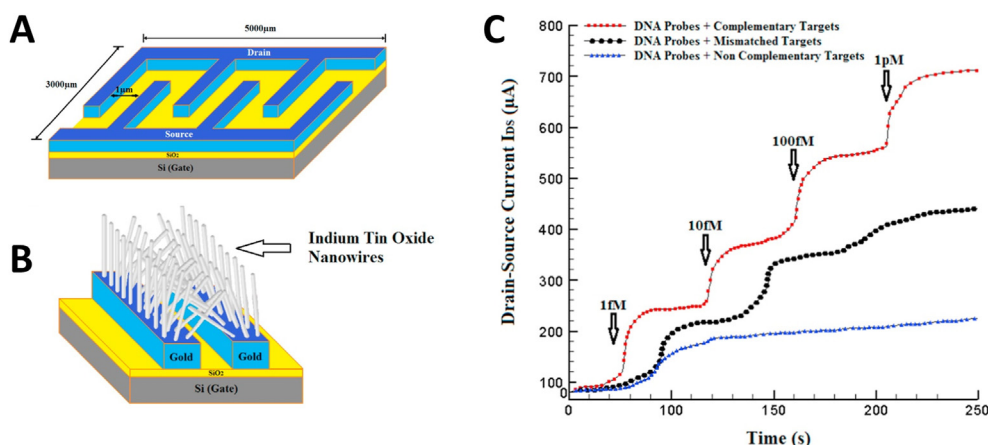 A
5000μm
Drain
3000μm
1μm
Source
SiO₂
Si (Gate)
B
Indium Tin Oxide
Nanowires
Gold
Gold
SiO₂
Si (Gate)
C
DNA Probes + Complementary Targets
DNA Probes + Mismatched Targets
DNA Probes + Non Complementary Targets
Drain-Source Current IDS (μA)
800
700
600
500
400
300
200
100
1fM
10fM
100fM
1pM
0
50
100
150
200
250
Time (s)